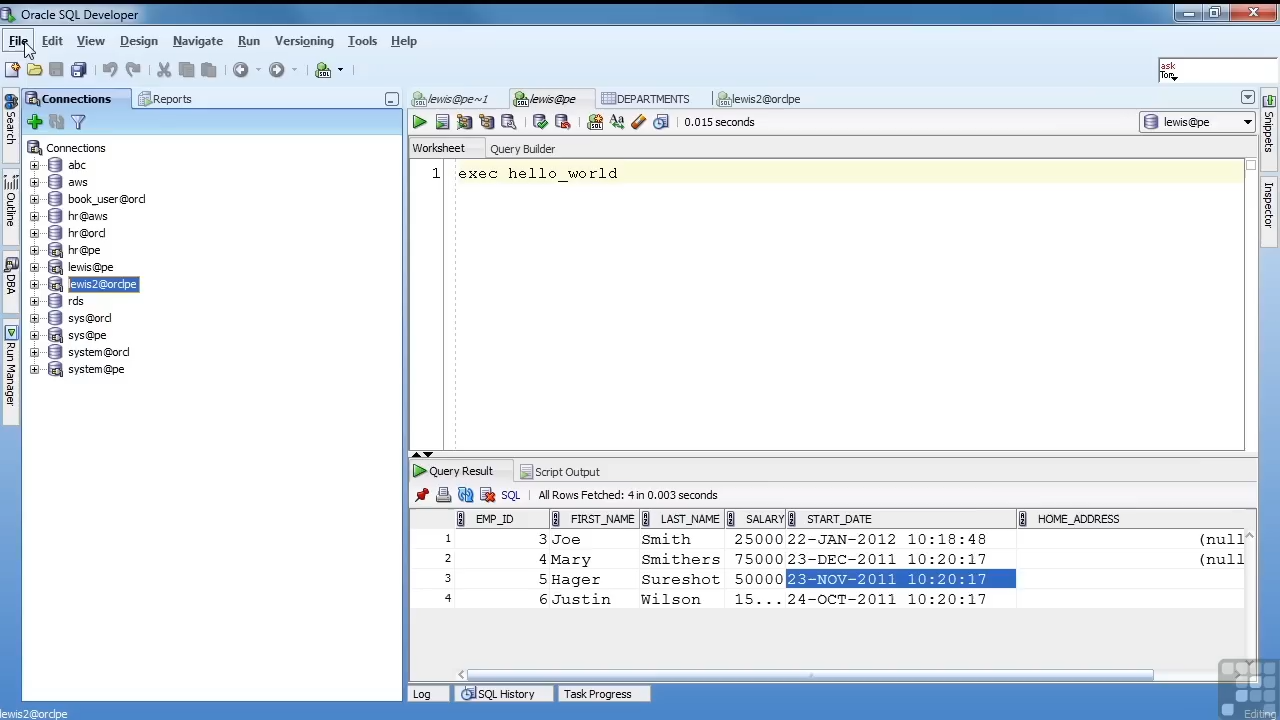 Oracle SQL Developer
File Edit View Design Navigate Run Versioning Tools Help
ask
Tom
Search
Outline
DBA
Run Manager
Connections Reports
Connections
abc
aws
book_user@orcl
hr@aws
hr@orcl
hr@pe
lewis@pe
lewis2@orclpe
rds
sys@orcl
sys@pe
system@orcl
system@pe
lewis@pe~1 lewis@pe DEPARTMENTS lewis2@orclpe
0.015 seconds lewis@pe
Worksheet Query Builder
1 exec hello_world
Snippets
Inspector
Query Result Script Output
SQL All Rows Fetched: 4 in 0.003 seconds
EMP_ID FIRST_NAME LAST_NAME SALARY START_DATE HOME_ADDRESS
1 3 Joe Smith 25000 22-JAN-2012 10:18:48 (null
2 4 Mary Smithers 75000 23-DEC-2011 10:20:17 (null
3 5 Hager Sureshot 50000 23-NOV-2011 10:20:17
4 6 Justin Wilson 15... 24-OCT-2011 10:20:17
Log SQL History Task Progress
lewis2@orclpe Editing